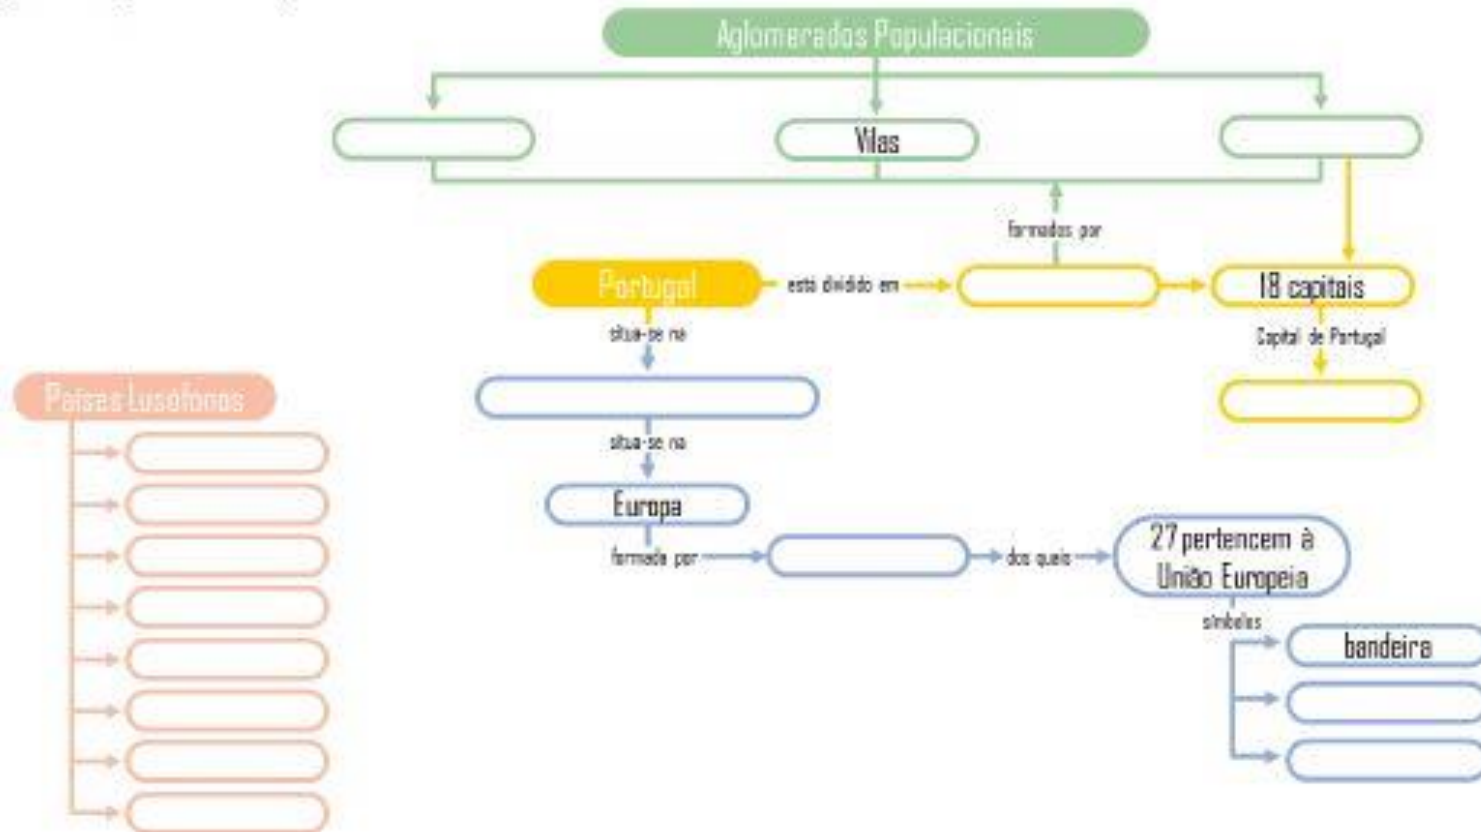 Aglomerados Populacionais
Vilas
formados por
Portugal
está dividido em
18 capitais
situa-se na
Capital de Portugal
Países Lusófonos
situa-se na
Europa
formada por
dos quais
27 pertencem à
União Europeia
símbolos
bandeira